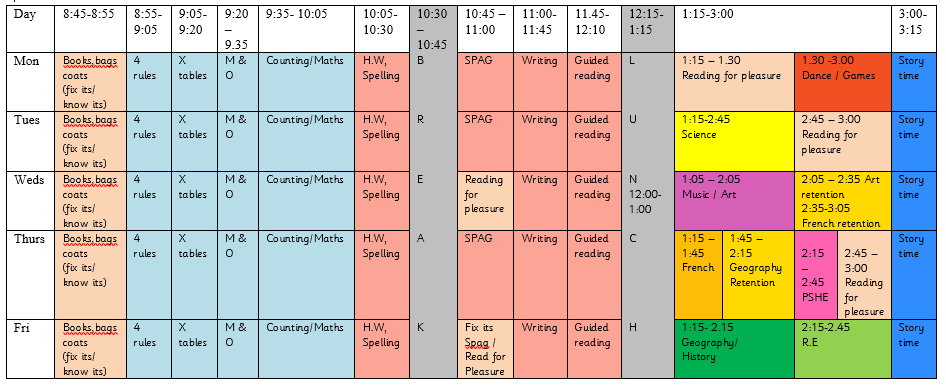 Day 8:45-8:55 8:55-9:05 9:05-9:20 9:20 – 9.35 9:35- 10:05 10:05-10:30 10:30 – 10:45 10:45 – 11:00 11:00-11:45 11.45-12:10 12:15-1:15 1:15-3:00 3:00-3:15
Mon
Books,bags
coats
(fix its/
know its)
4
rules
X
tables
M &
O
Counting/Maths
H.W,
Spelling
B
SPAG
Writing
Guided
reading
L
1:15 – 1.30
Reading for pleasure
1.30 -3.00
Dance / Games
Story
time
Tues
Books,bags
coats
(fix its/
know its)
4
rules
X
tables
M &
O
Counting/Maths
H.W,
Spelling
R
SPAG
Writing
Guided
reading
U
1:15-2:45
Science
2:45 – 3:00
Reading for
pleasure
Story
time
Weds
Books,bags
coats
(fix its/
know its)
4
rules
X
tables
M &
O
Counting/Maths
H.W,
Spelling
E
Reading
for
pleasure
Writing
Guided
reading
N
12:00-
1:00
1:05 – 2:05
Music / Art
2:05 – 2:35 Art
retention
2:35-3:05
French retention
Story
time
Thurs
Books,bags
coats
(fix its/
know its)
4
rules
X
tables
M &
O
Counting/Maths
H.W,
Spelling
A
SPAG
Writing
Guided
reading
C
1:15 –
1:45
French
1:45 –
2:15
Geography
Retention
2:15
–
2:45
PSHE
2:45 –
3:00
Reading
for
pleasure
Story
time
Fri
Books,bags
coats
(fix its/
know its)
4
rules
X
tables
M &
O
Counting/Maths
H.W,
Spelling
K
Fix its
Spag /
Read for
Pleasure
Writing
Guided
reading
H
1:15- 2.15
Geography/
History
2:15-2.45
R.E
Story
time